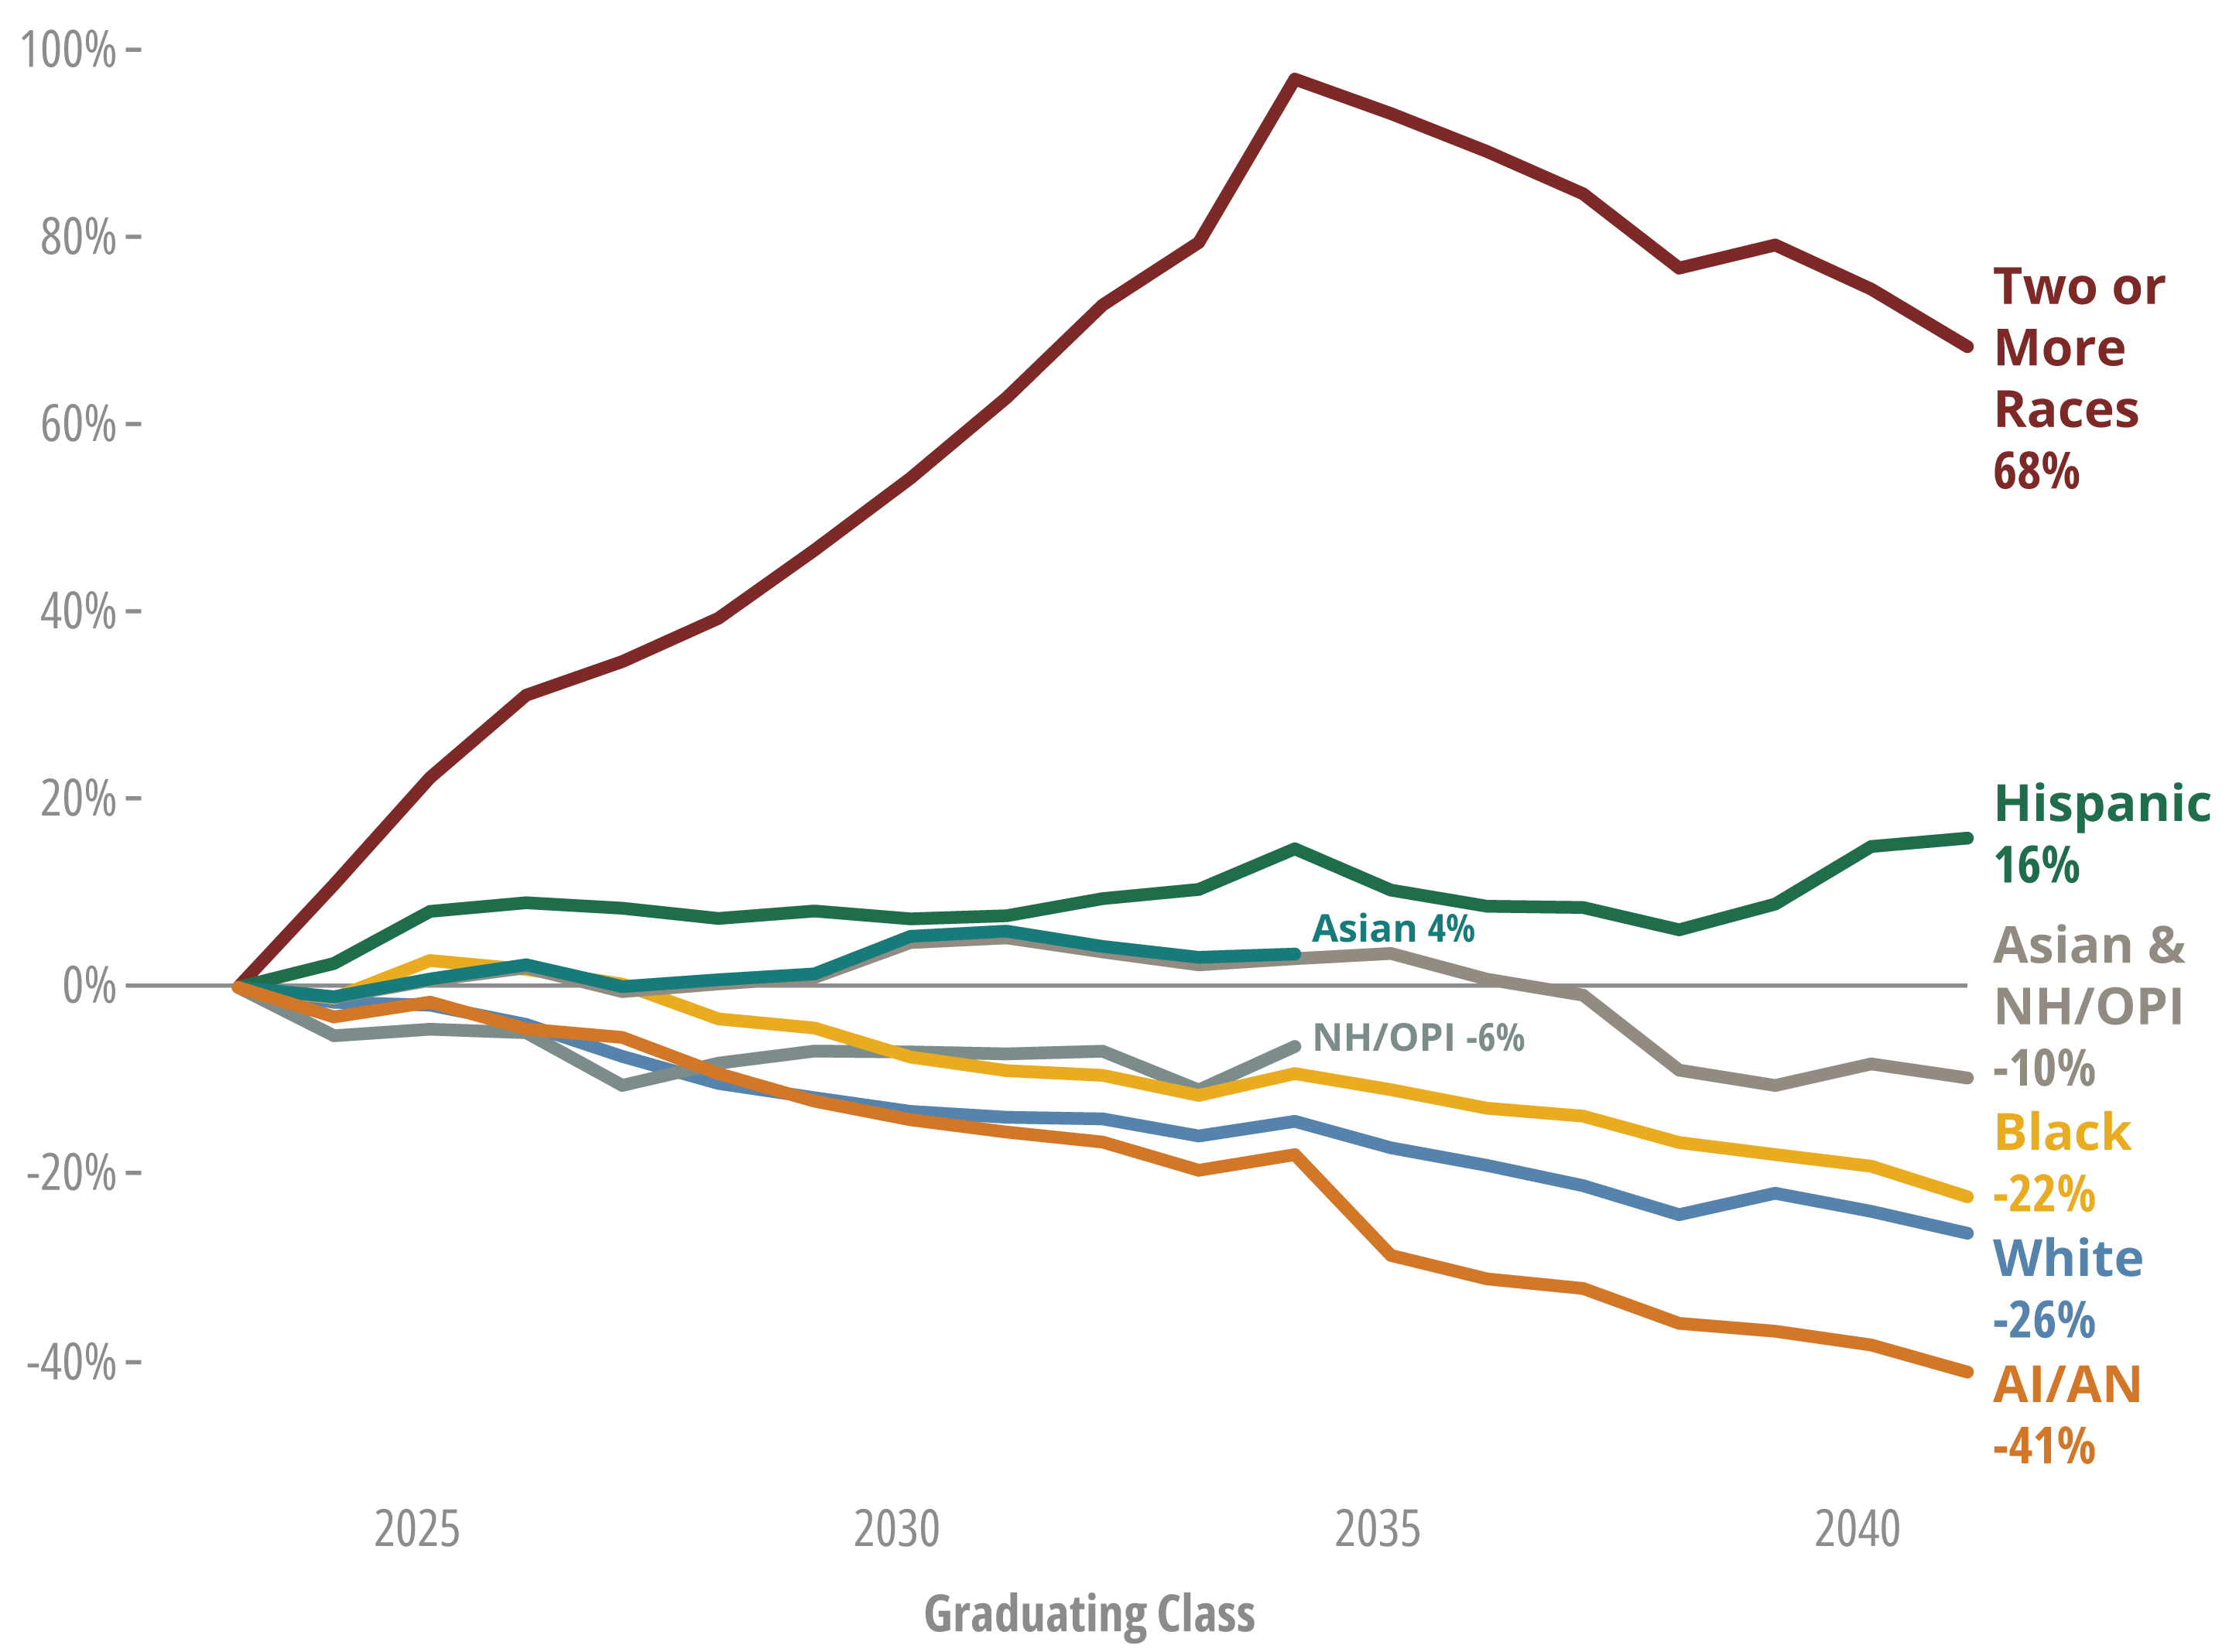 100%
80%
60%
40%
20%
0%
-20%
-40%
Two or
More
Races
68%
Hispanic
16%
Asian 4%
Asian &
NH/OPI
-10%
NH/OPI -6%
Black
-22%
White
-26%
AI/AN
-41%
2025 2030 2035 2040
Graduating Class